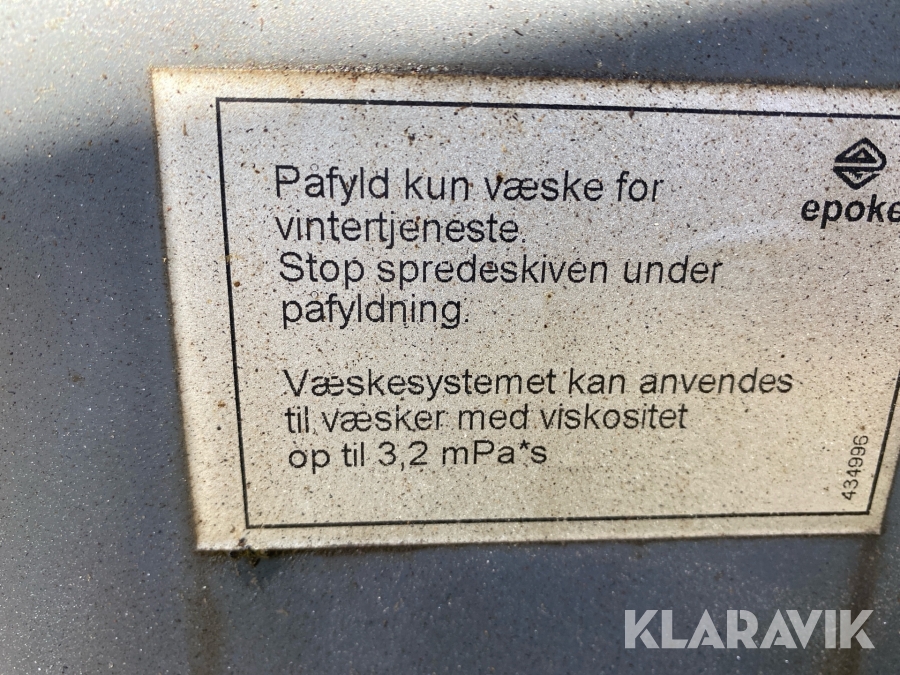 Påfyld kun væske for
vintertjeneste.
Stop spredeskiven under
påfyldning.
Væskesystemet kan anvendes
til væsker med viskositet
op til 3,2 mPa*s
epoke
434996
KLARAVIK